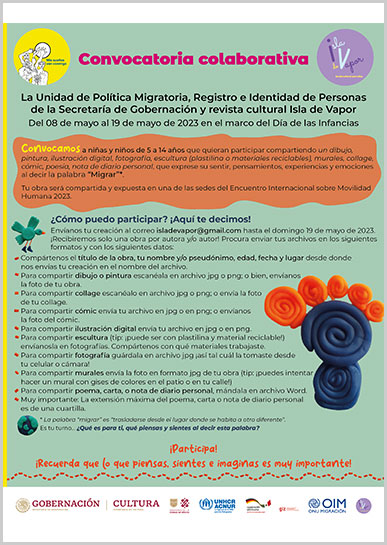 Convocatoria colaborativa
isla de Vapor
La Unidad de Política Migratoria, Registro e Identidad de Personas
de la Secretaría de Gobernación y revista cultural Isla de Vapor
Del 08 de mayo al 19 de mayo de 2023 en el marco del Día de las Infancias
Convocamos a niñas y niños de 5 a 14 años que quieran participar compartiendo un dibujo,
pintura, ilustración digital, fotografía, escultura (plastilina o materiales reciclables), murales, collage,
cómic, poesía, nota de diario personal, que exprese su sentir, pensamientos, experiencias y emociones
al decir la palabra "Migrar"*.
Tu obra será compartida y expuesta en una de las sedes del Encuentro Internacional sobre Movilidad
Humana 2023.
¿Cómo puedo participar? ¡Aquí te decimos!
Envíanos tu creación al correo isladevapor@gmail.com hasta el domingo 19 de mayo de 2023.
¡Recibiremos solo una obra por autora y/o autor! Procura enviar tus archivos en los siguientes
formatos y con los siguientes datos:
Compártenos el título de la obra, tu nombre y/o pseudónimo, edad, fecha y lugar desde donde
nos envías tu creación en el nombre del archivo.
Para compartir dibujo o pintura escanéala en archivo jpg o png; o bien, envíanos
la foto de tu obra.
Para compartir collage escanéalo en archivo jpg o png; o envía la foto
de tu collage.
Para compartir cómic envía tu archivo en jpg o en png; o envíanos
la foto del cómic.
Para compartir ilustración digital envía tu archivo en jpg o en png.
Para compartir escultura (tip: ¡puede ser con plastilina y material reciclable!)
envíanosla en fotografías. Compártenos con qué materiales trabajaste.
Para compartir fotografía guárdala en archivo jpg ¡así tal cuál la tomaste desde
tu celular o cámara!
Para compartir murales envía la foto en formato jpg de tu obra (tip: ¡puedes intentar
hacer un mural con gises de colores en el patio o en tu calle!)
Para compartir poema, carta, o nota de diario personal, mándala en archivo Word.
Muy importante: La extensión máxima del poema, carta o nota de diario personal
es de una cuartilla.
* La palabra "migrar" es "trasladarse desde el lugar donde se habita a otro diferente".
Es tu turno.. ¿Qué es para ti, qué piensas y sientes al decir esta palabra?
¡Participa!
¡Recuerda que lo que piensas, sientes e imaginas es muy importante!
GOBERNACIÓN
CULTURA
UNHCR
ACNUR
giz
OIM
ONU MIGRACIÓN